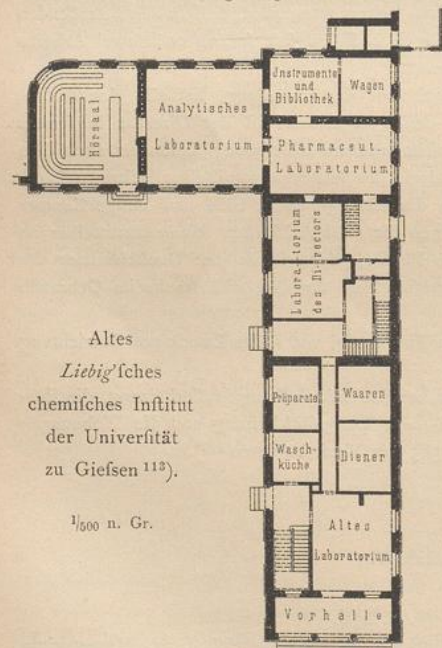 Instrumente
und
Bibliothek
Wagen
Hörsaal
Analytisches
Laboratorium
Pharmaceut.
Laboratorium
Laboratorium
des Directors
Altes
Liebig'ſches
chemiſches Inſtitut
der Univerſität
zu Gieſsen 113).
1/500 n. Gr.
Präparate
Waaren
Waſch-
küche
Diener
Altes
Laboratorium
Vorhalle